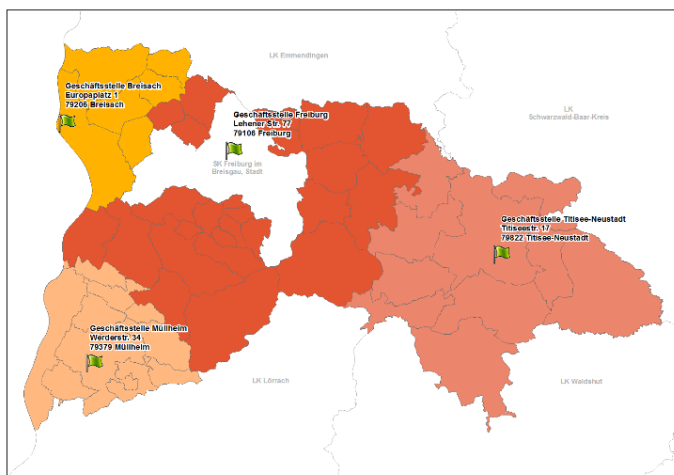 LK Emmendingen
Geschäftsstelle Breisach
Europaplatz 1
79206 Breisach
LK
Schwarzwald-Baar-Kreis
Geschäftsstelle Freiburg
Lehener Str. 77
79106 Freiburg
SK Freiburg im
Breisgau, Stadt
Geschäftsstelle Titisee-Neustadt
Titiseestr. 17
79822 Titisee-Neustadt
Geschäftsstelle Müllheim
Werderstr. 34
79379 Müllheim
LK Lörrach
LK Waldshut